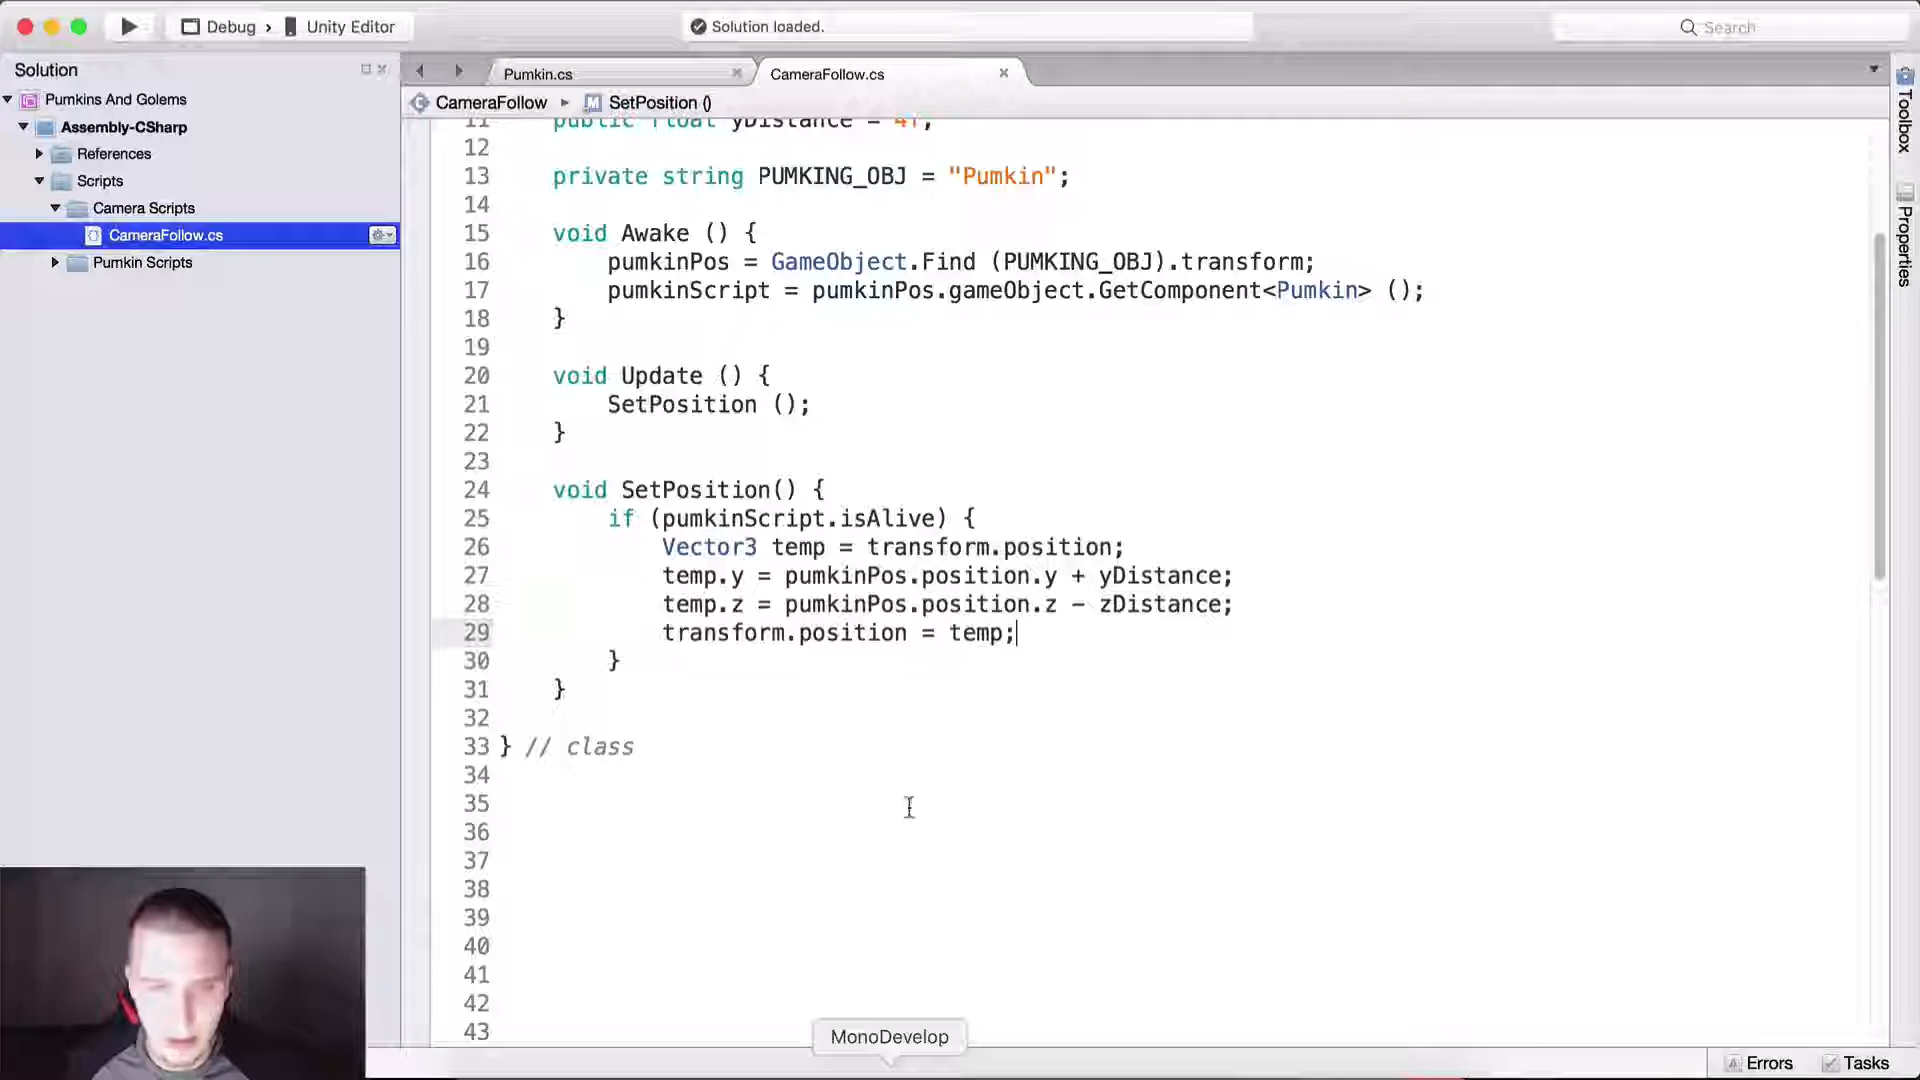 Debug › Unity Editor
Solution loaded.
Search
Solution
Pumkin.cs
CameraFollow.cs
Pumkins And Golems
Assembly-CSharp
References
Scripts
Camera Scripts
CameraFollow.cs
Pumkin Scripts
CameraFollow ▸ SetPosition ()
11 public float yDistance = 4f;
12
13 private string PUMKING_OBJ = "Pumkin";
14
15 void Awake () {
16 pumkinPos = GameObject.Find (PUMKING_OBJ).transform;
17 pumkinScript = pumkinPos.gameObject.GetComponent<Pumkin> ();
18 }
19
20 void Update () {
21 SetPosition ();
22 }
23
24 void SetPosition() {
25 if (pumkinScript.isAlive) {
26 Vector3 temp = transform.position;
27 temp.y = pumkinPos.position.y + yDistance;
28 temp.z = pumkinPos.position.z - zDistance;
29 transform.position = temp;
30 }
31 }
32
33 } // class
34
35
36
37
38
39
40
41
42
43
MonoDevelop
Toolbox
Properties
Errors
Tasks